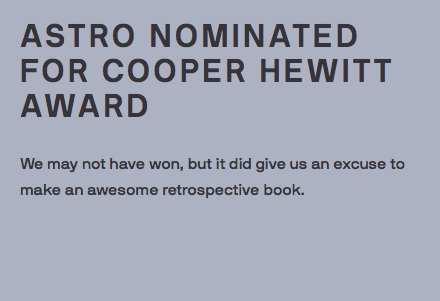 ASTRO NOMINATED
FOR COOPER HEWITT
AWARD
We may not have won, but it did give us an excuse to
make an awesome retrospective book.